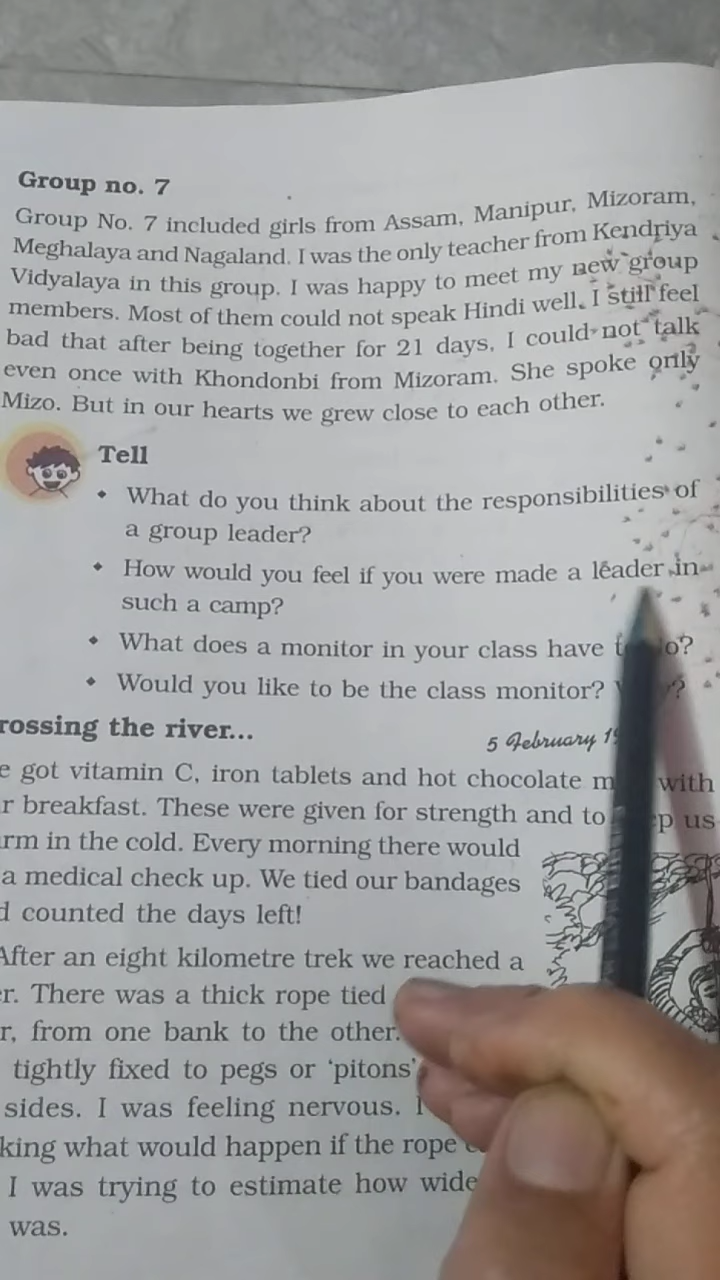 Group no. 7
Group No. 7 included girls from Assam, Manipur, Mizoram,
Meghalaya and Nagaland. I was the only teacher from Kendriya
Vidyalaya in this group. I was happy to meet my new group
members. Most of them could not speak Hindi well. I still feel
bad that after being together for 21 days, I could not talk
even once with Khondonbi from Mizoram. She spoke only
Mizo. But in our hearts we grew close to each other.
Tell
• What do you think about the responsibilities of
a group leader?
• How would you feel if you were made a leader in
such a camp?
• What does a monitor in your class have
• Would you like to be the class monitor?
rossing the river...
5 February
e got vitamin C, iron tablets and hot chocolate with
r breakfast. These were given for strength and to us
rm in the cold. Every morning there would
a medical check up. We tied our bandages
d counted the days left!
After an eight kilometre trek we reached a
er. There was a thick rope tied
r, from one bank to the other.
tightly fixed to pegs or ‘pitons’
sides. I was feeling nervous. I
king what would happen if the rope
I was trying to estimate how wide
was.